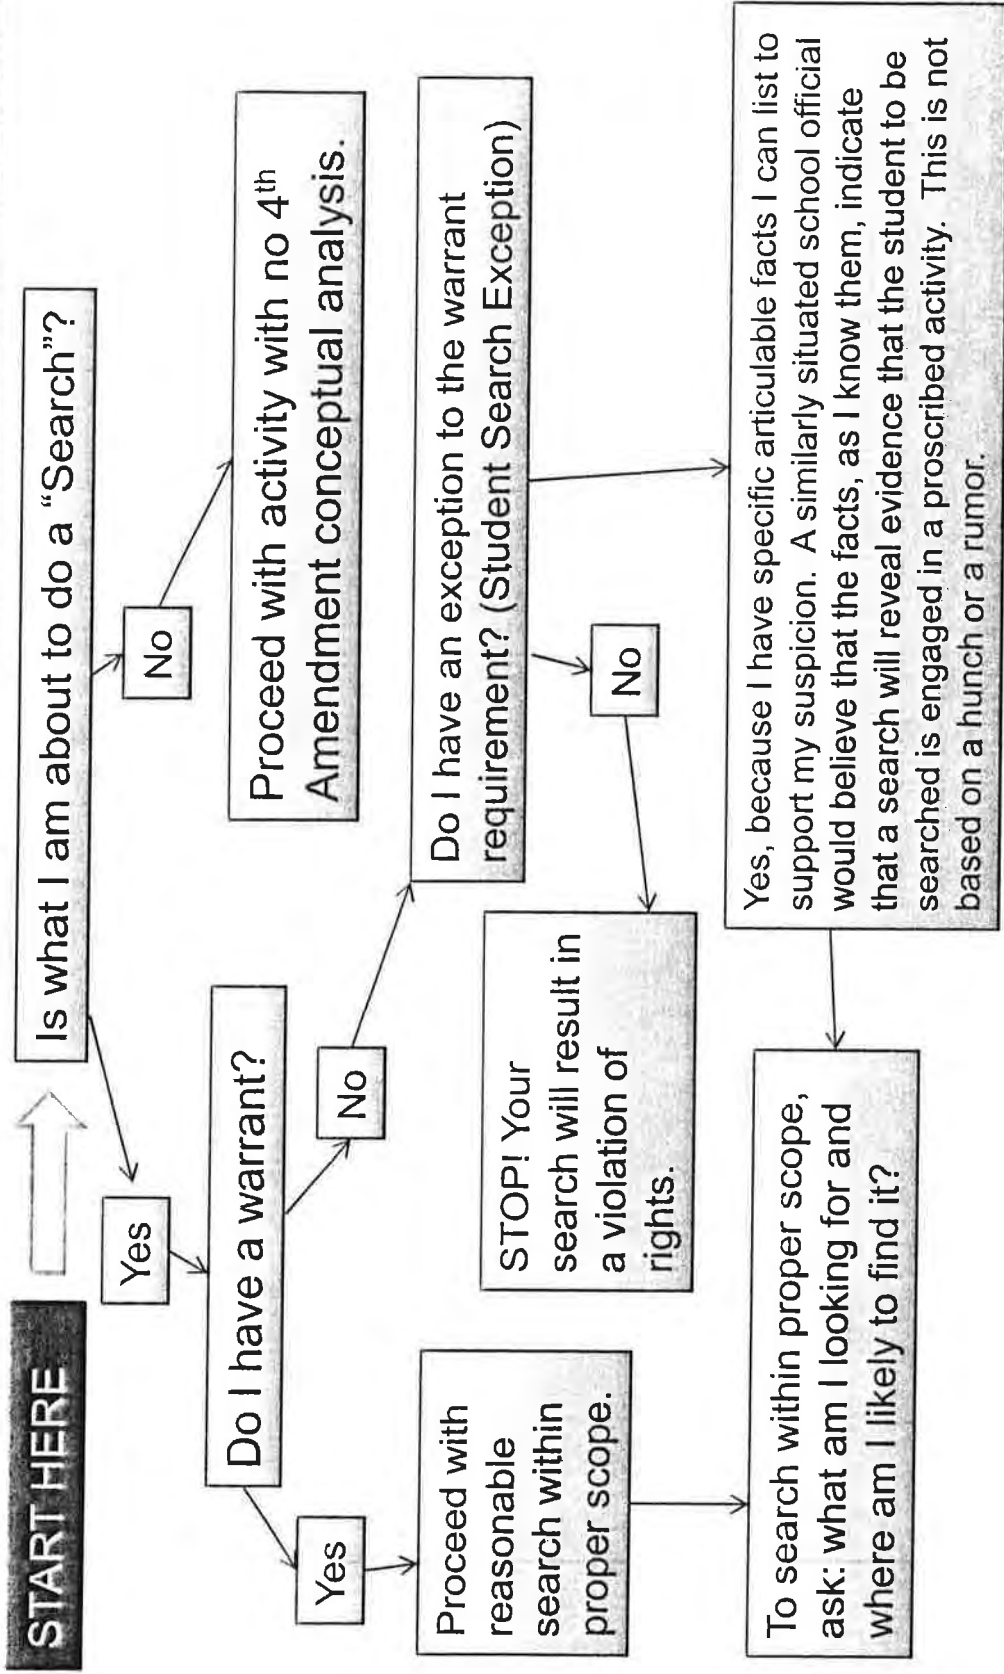 START HERE
Is what I am about to do a “Search”?
Yes
No
Do I have a warrant?
Proceed with activity with no 4th
Amendment conceptual analysis.
Yes
No
Do I have an exception to the warrant
requirement? (Student Search Exception)
Proceed with
reasonable
search within
proper scope.
STOP! Your
search will result in
a violation of
rights.
No
Yes, because I have specific articulable facts I can list to
support my suspicion. A similarly situated school official
would believe that the facts, as I know them, indicate
that a search will reveal evidence that the student to be
searched is engaged in a proscribed activity. This is not
based on a hunch or a rumor.
To search within proper scope,
ask: what am I looking for and
where am I likely to find it?